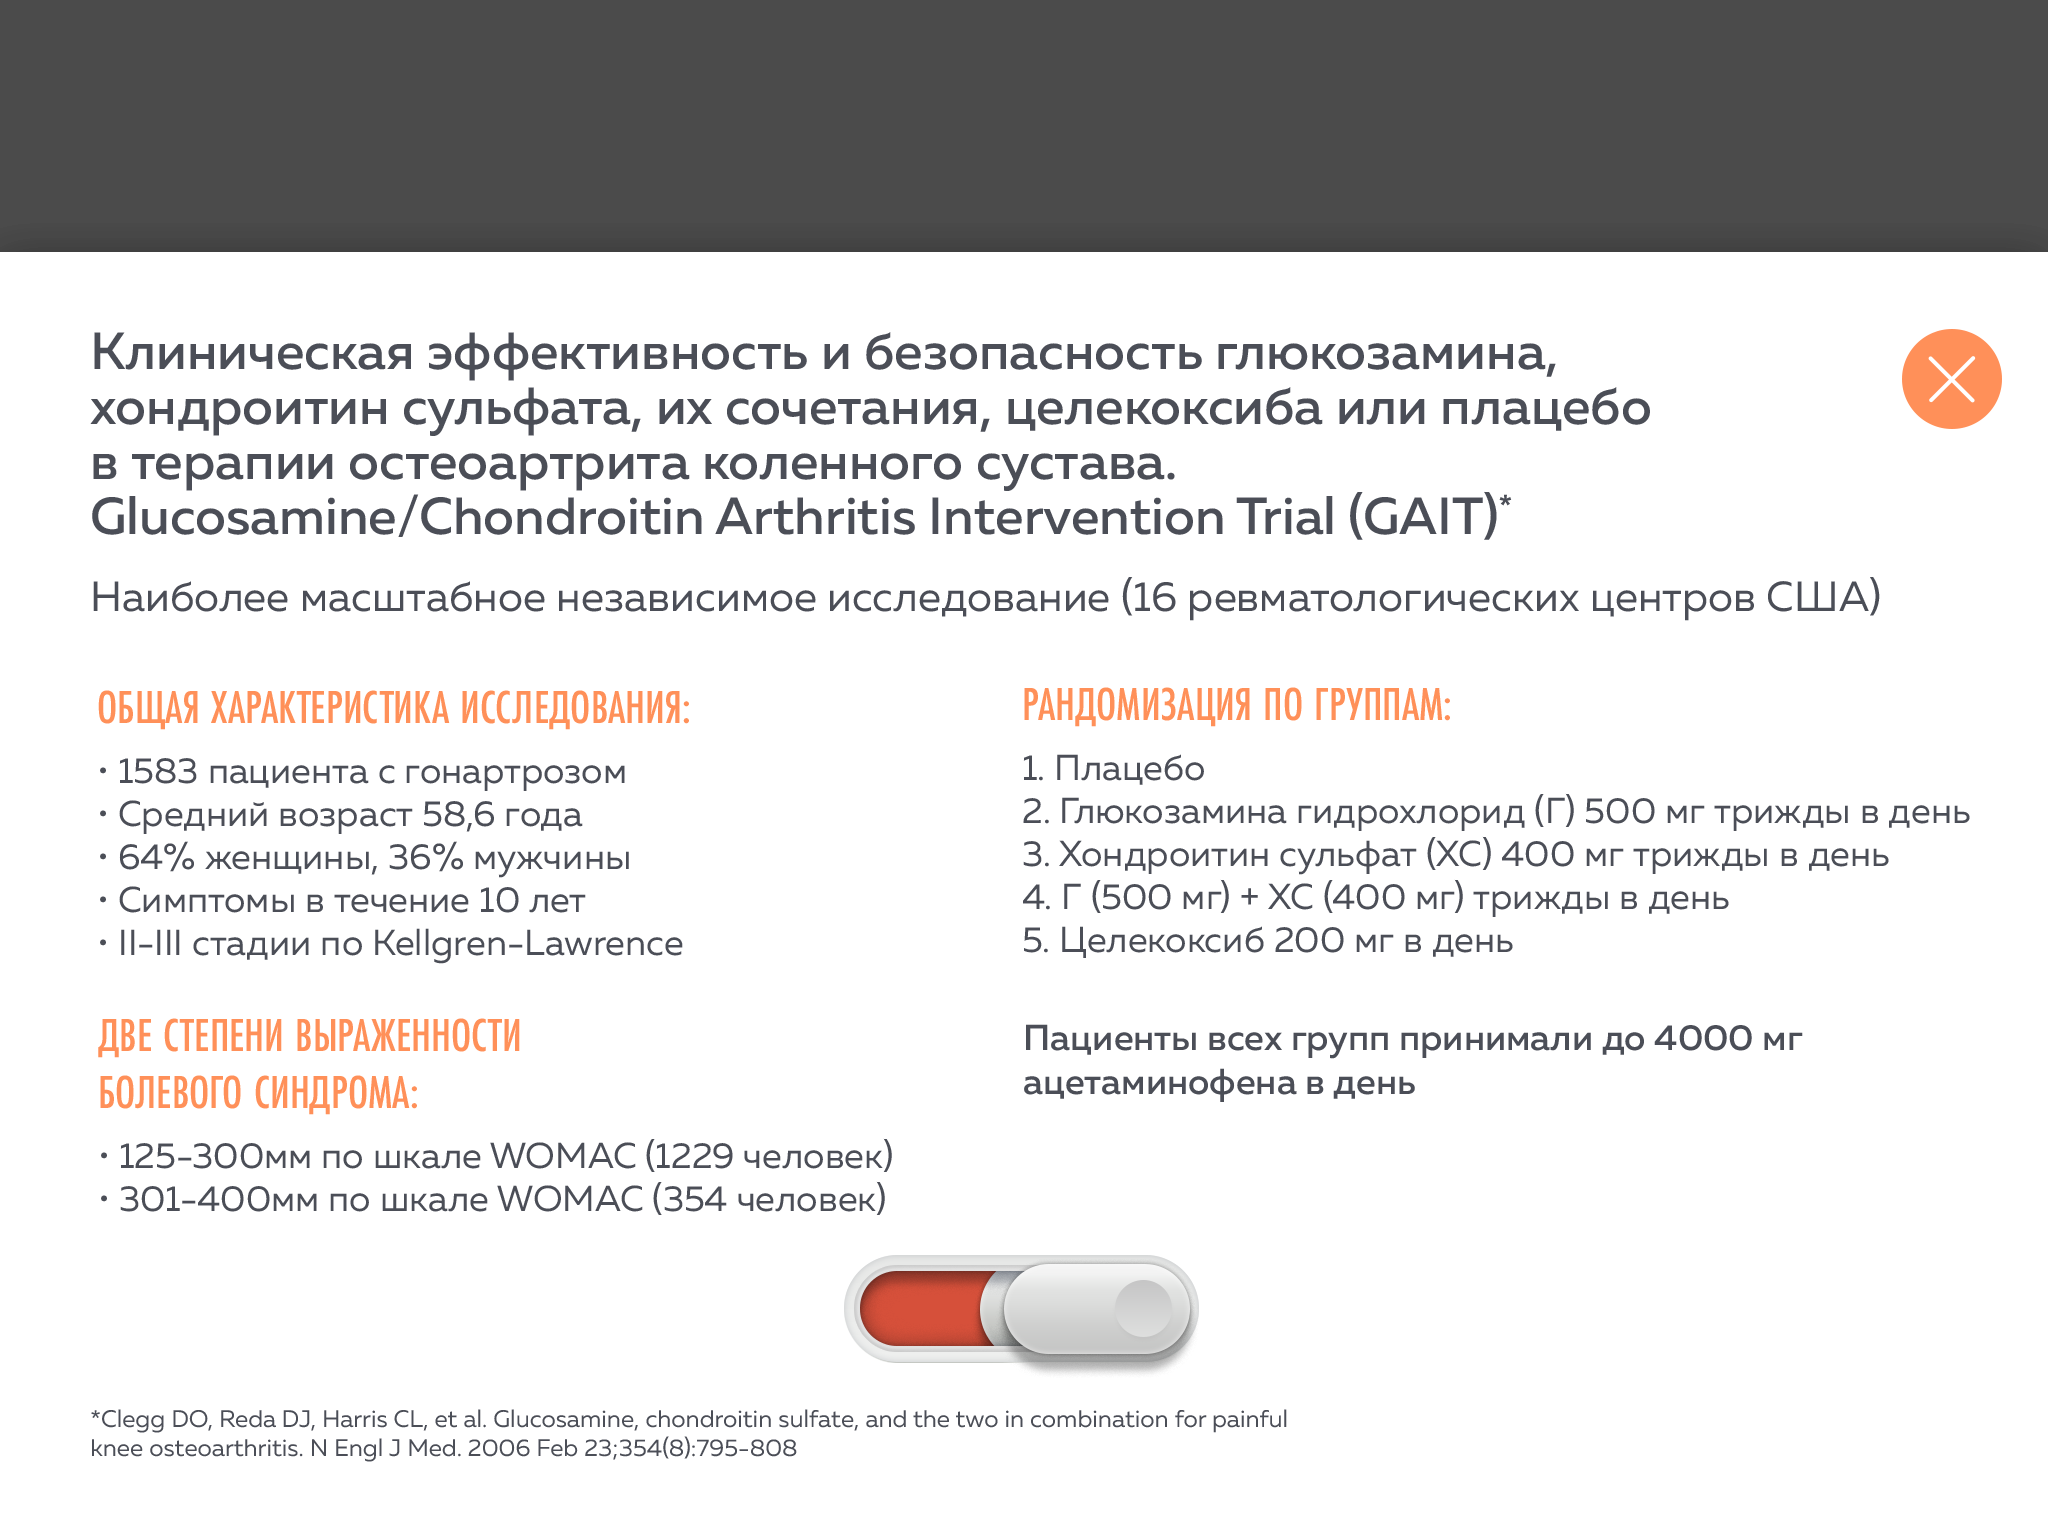 Клиническая эффективность и безопасность глюкозамина,
хондроитин сульфата, их сочетания, целекоксиба или плацебо
в терапии остеоартрита коленного сустава.
Glucosamine/Chondroitin Arthritis Intervention Trial (GAIT)*
Наиболее масштабное независимое исследование (16 ревматологических центров США)
ОБЩАЯ ХАРАКТЕРИСТИКА ИССЛЕДОВАНИЯ:
• 1583 пациента с гонартрозом
• Средний возраст 58,6 года
• 64% женщины, 36% мужчины
• Симптомы в течение 10 лет
• II-III стадии по Kellgren-Lawrence
ДВЕ СТЕПЕНИ ВЫРАЖЕННОСТИ
БОЛЕВОГО СИНДРОМА:
• 125-300мм по шкале WOMAC (1229 человек)
• 301-400мм по шкале WOMAC (354 человек)
РАНДОМИЗАЦИЯ ПО ГРУППАМ:
1. Плацебо
2. Глюкозамина гидрохлорид (Г) 500 мг трижды в день
3. Хондроитин сульфат (ХС) 400 мг трижды в день
4. Г (500 мг) + ХС (400 мг) трижды в день
5. Целекоксиб 200 мг в день
Пациенты всех групп принимали до 4000 мг
ацетаминофена в день
*Clegg DO, Reda DJ, Harris CL, et al. Glucosamine, chondroitin sulfate, and the two in combination for painful
knee osteoarthritis. N Engl J Med. 2006 Feb 23;354(8):795-808